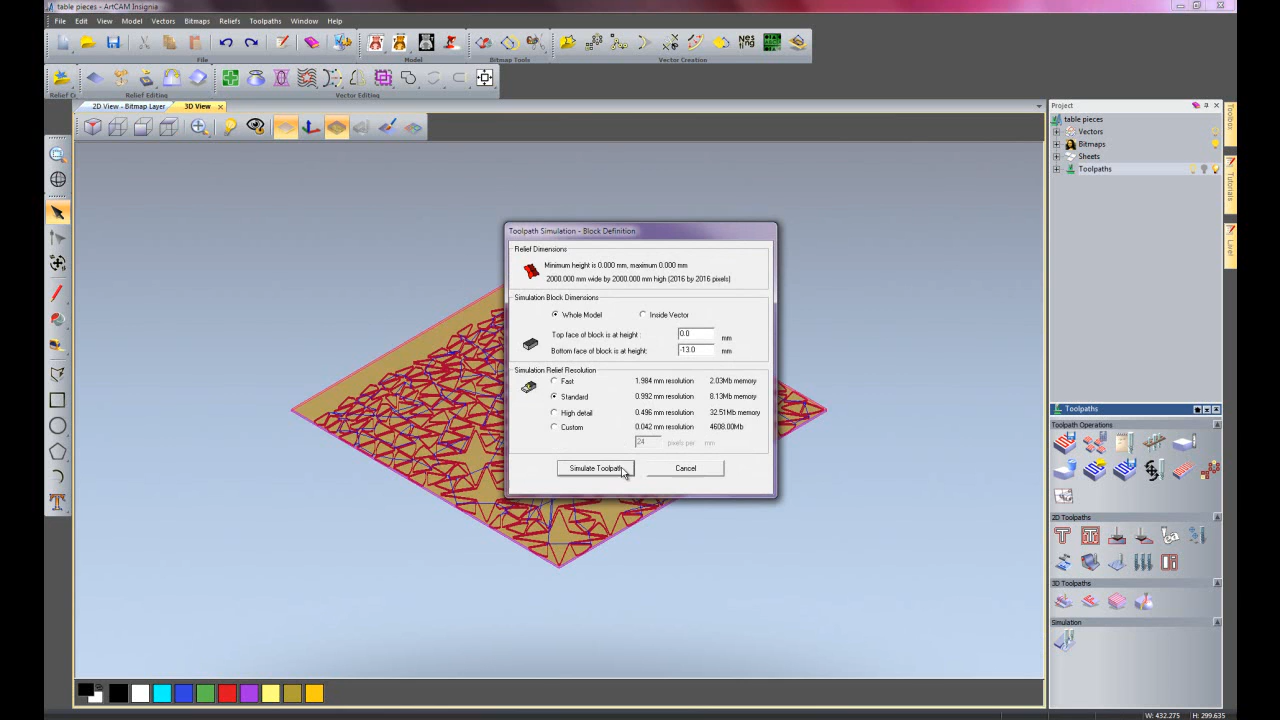 table pieces - ArtCAM Insignia
File Edit View Model Vectors Bitmaps Reliefs Toolpaths Window Help
File Model Bitmap Tools Vector Creation
Relief Cr Relief Editing Vector Editing
2D View - Bitmap Layer 3D View
Project
table pieces
Vectors
Bitmaps
Sheets
Toolpaths
Toolbox
Tutorials
Layer
Toolpath Simulation - Block Definition
Relief Dimensions
Minimum height is 0.000 mm, maximum 0.000 mm
2000.000 mm wide by 2000.000 mm high (2016 by 2016 pixels)
Simulation Block Dimensions
Whole Model Inside Vector
Top face of block is at height : 0.0 mm
Bottom face of block is at height: -13.0 mm
Simulation Relief Resolution
Fast 1.984 mm resolution 2.03Mb memory
Standard 0.992 mm resolution 8.13Mb memory
High detail 0.496 mm resolution 32.51Mb memory
Custom 0.042 mm resolution 4608.00Mb
24 pixels per mm
Simulate Toolpath Cancel
Toolpaths
Toolpath Operations
2D Toolpaths
3D Toolpaths
Simulation
W: 432.275 H: 299.635